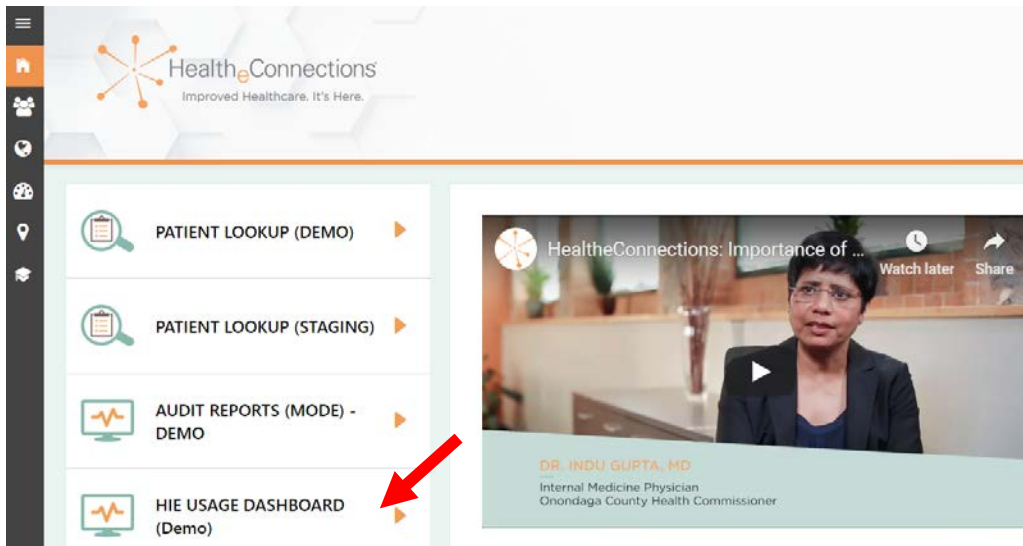 HealtheConnections
Improved Healthcare. It's Here.
PATIENT LOOKUP (DEMO)
PATIENT LOOKUP (STAGING)
AUDIT REPORTS (MODE) -
DEMO
HIE USAGE DASHBOARD
(Demo)
HealtheConnections: Importance of ...
Watch later
Share
DR. INDU GUPTA, MD
Internal Medicine Physician
Onondaga County Health Commissioner